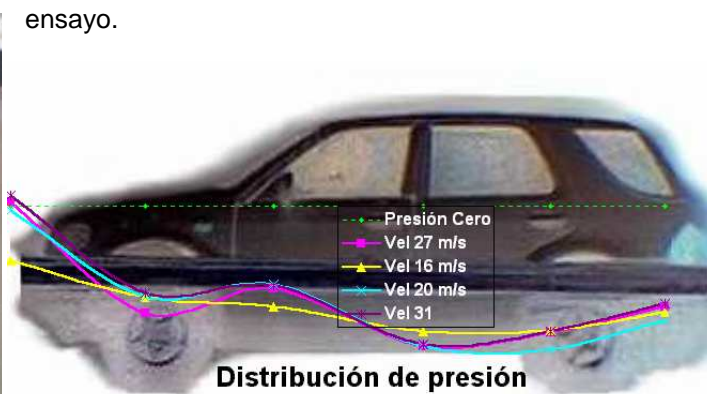 ensayo.
Presión Cero
Vel 27 m/s
Vel 16 m/s
Vel 20 m/s
Vel 31
Distribución de presión